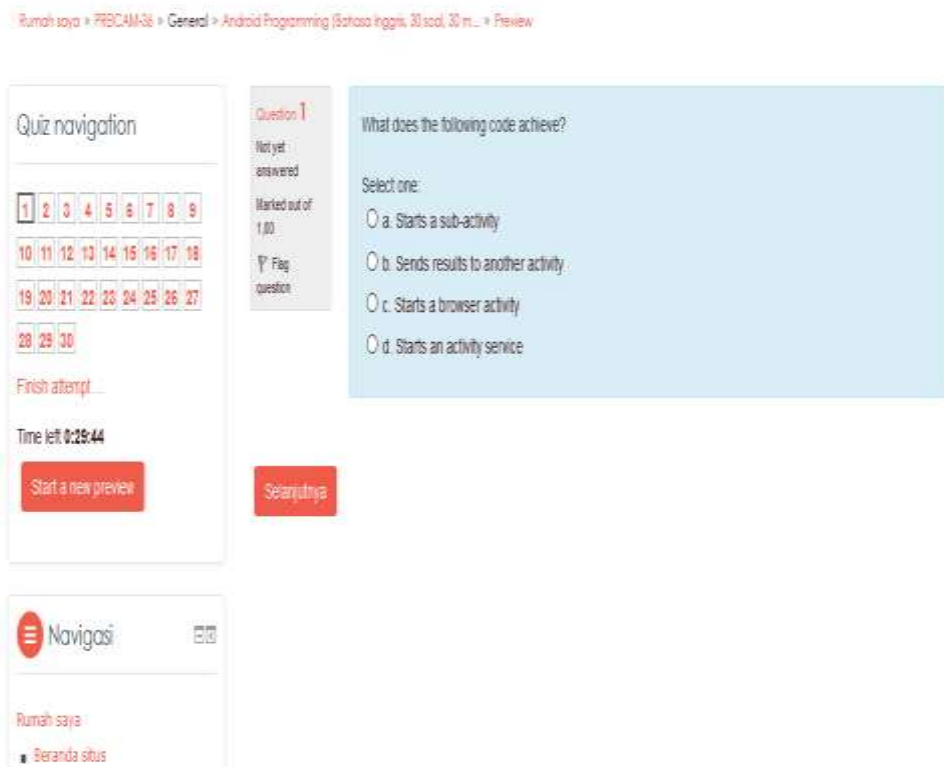 Rumah saya » PREICAM-36 » General » Android Programming (Bahasa Inggris, 30 soal, 30 m... » Preview
Quiz navigation
1 2 3 4 5 6 7 8 9
10 11 12 13 14 15 16 17 18
19 20 21 22 23 24 25 26 27
28 29 30
Finish attempt ...
Time left 0:29:44
Start a new preview
Question 1
Not yet
answered
Marked out of
1,00
Flag
question
What does the following code achieve?
Select one:
a. Starts a sub-activity
b. Sends results to another activity
c. Starts a browser activity
d. Starts an activity service
Selanjutnya
Navigasi
Rumah saya
Beranda situs